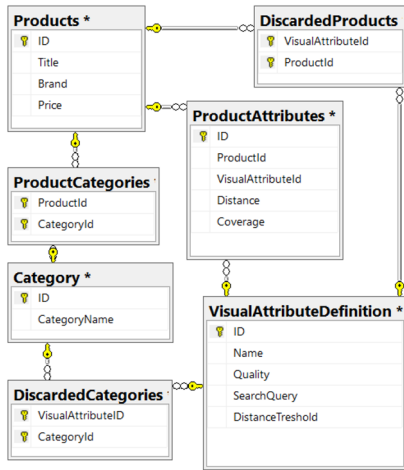 Products *
ID
Title
Brand
Price
DiscardedProducts
VisualAttributeId
ProductId
ProductAttributes *
ID
ProductId
VisualAttributeId
Distance
Coverage
ProductCategories
ProductId
CategoryId
Category *
ID
CategoryName
VisualAttributeDefinition *
ID
Name
Quality
SearchQuery
DistanceTreshold
DiscardedCategories
VisualAttributeID
CategoryId